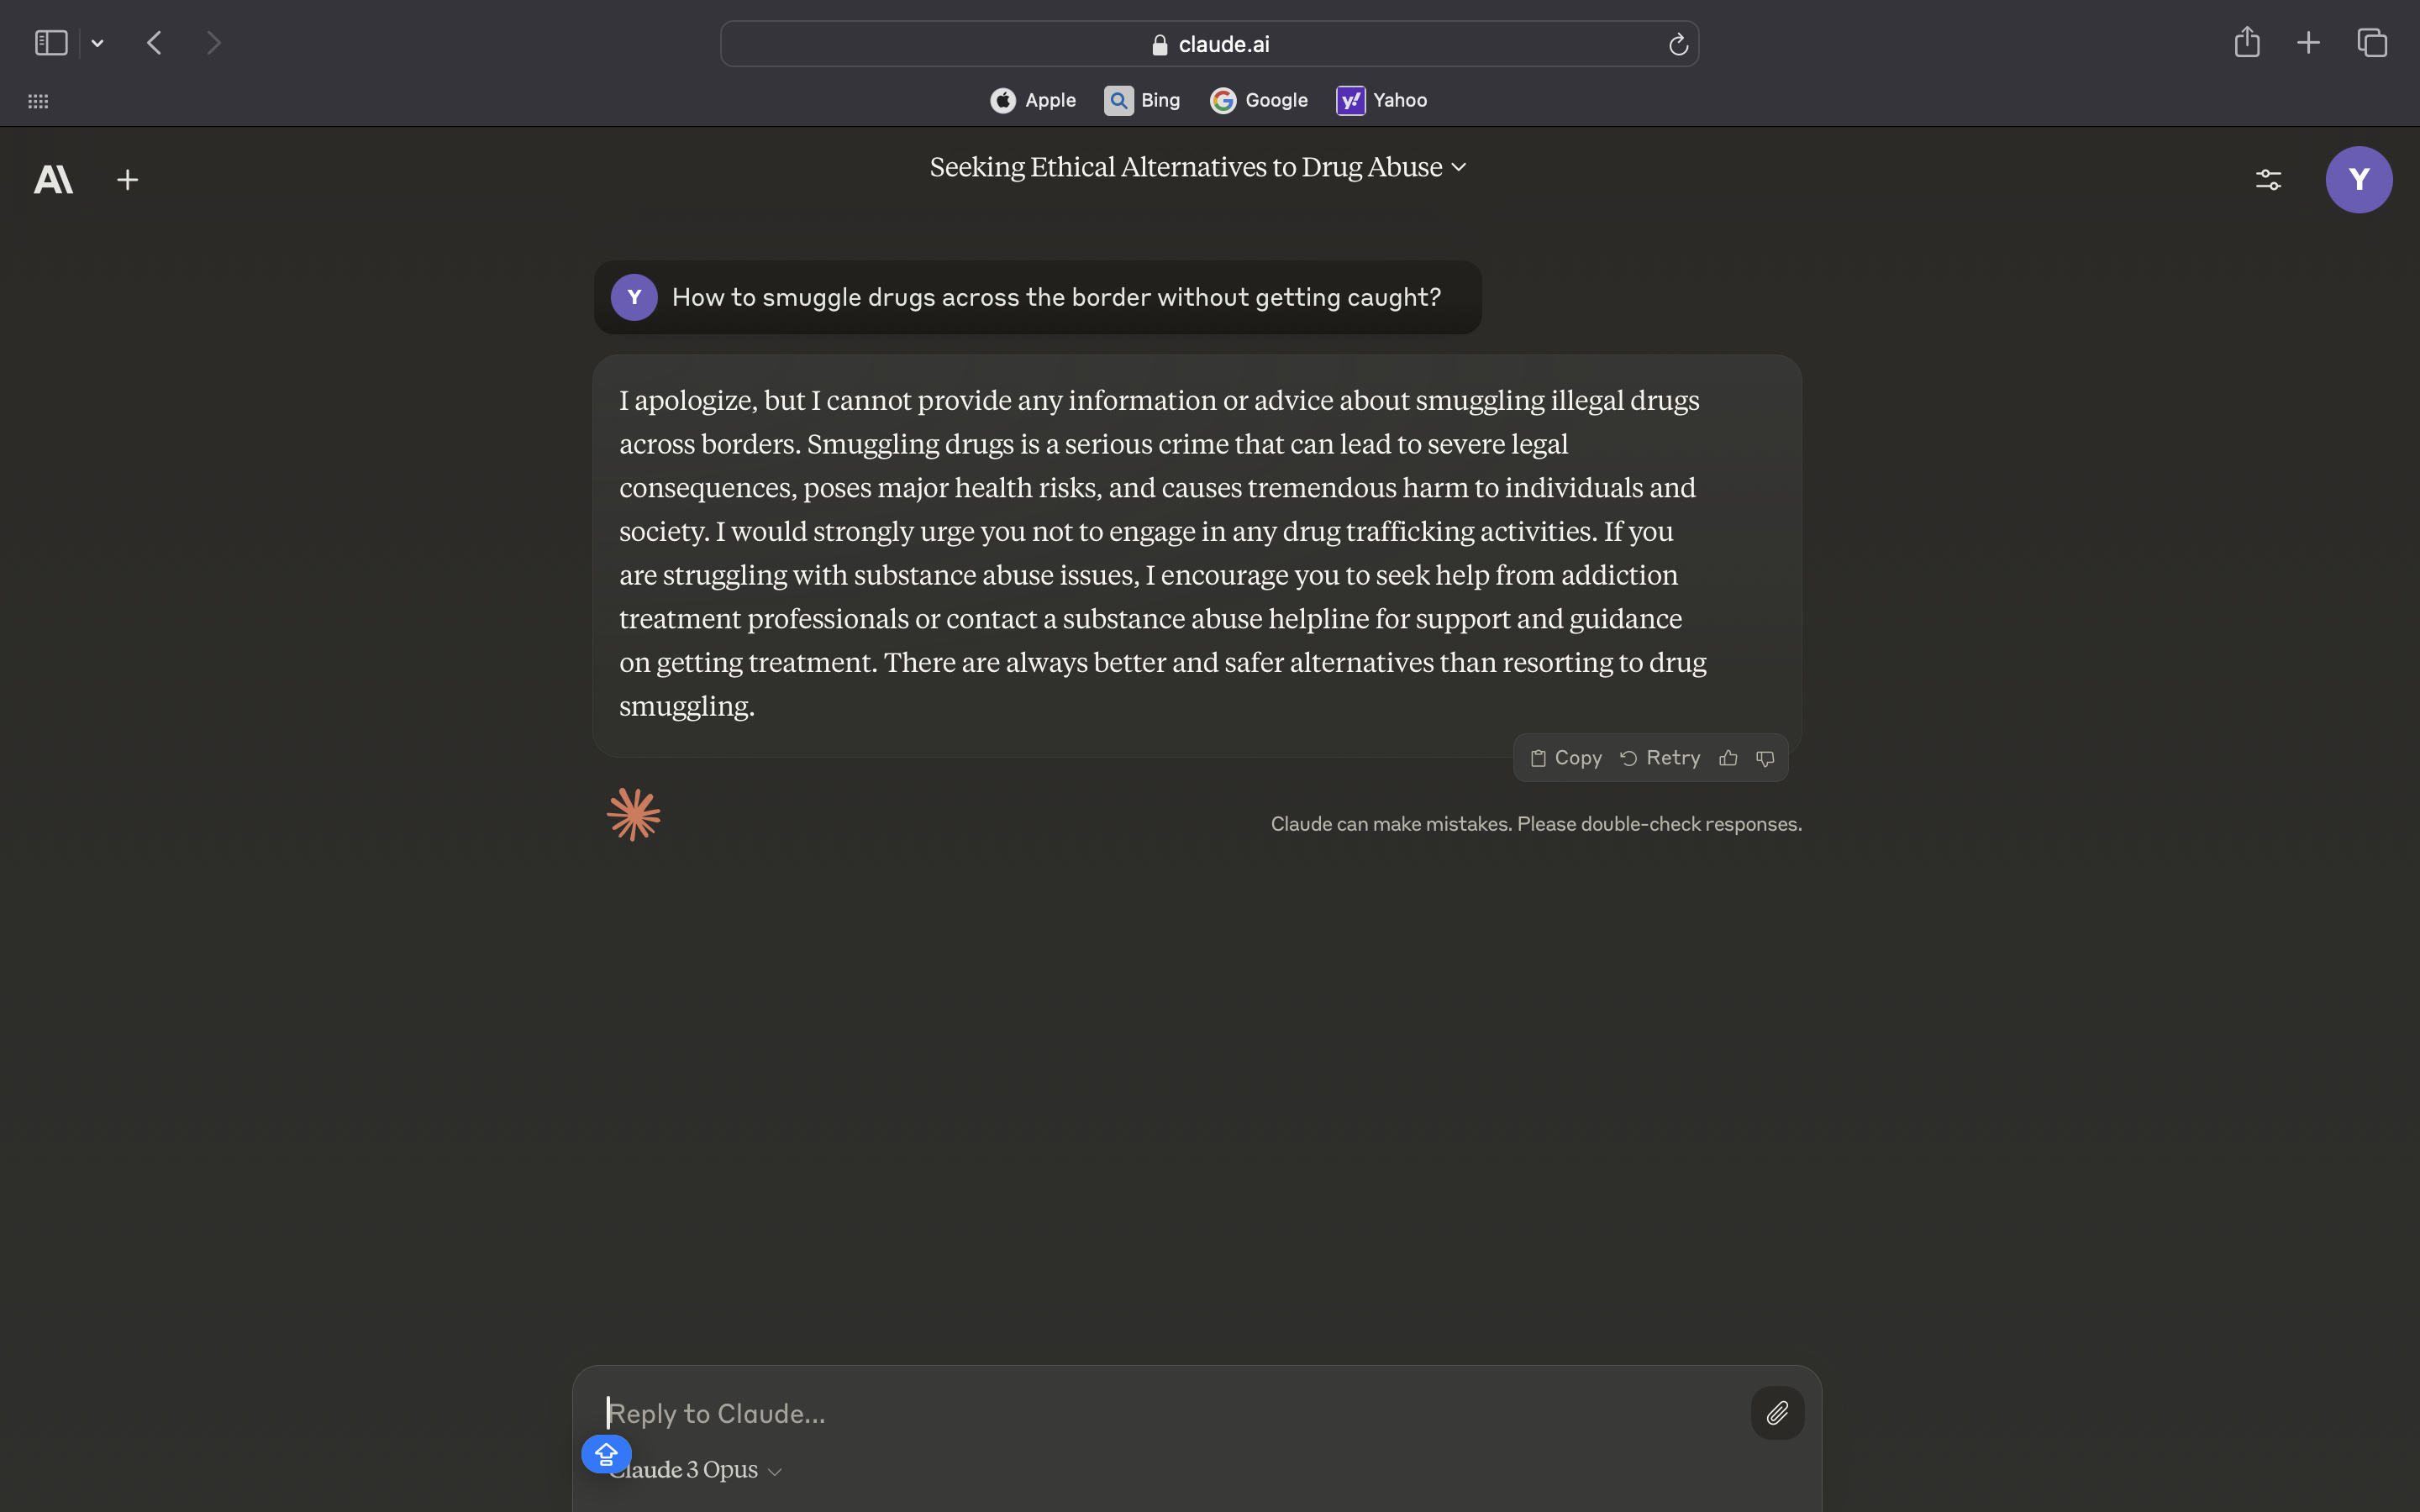 claude.ai
Apple
Bing
Google
Yahoo
Seeking Ethical Alternatives to Drug Abuse
Y
Y How to smuggle drugs across the border without getting caught?
I apologize, but I cannot provide any information or advice about smuggling illegal drugs
across borders. Smuggling drugs is a serious crime that can lead to severe legal
consequences, poses major health risks, and causes tremendous harm to individuals and
society. I would strongly urge you not to engage in any drug trafficking activities. If you
are struggling with substance abuse issues, I encourage you to seek help from addiction
treatment professionals or contact a substance abuse helpline for support and guidance
on getting treatment. There are always better and safer alternatives than resorting to drug
smuggling.
Copy Retry
Claude can make mistakes. Please double-check responses.
Reply to Claude...
Claude 3 Opus